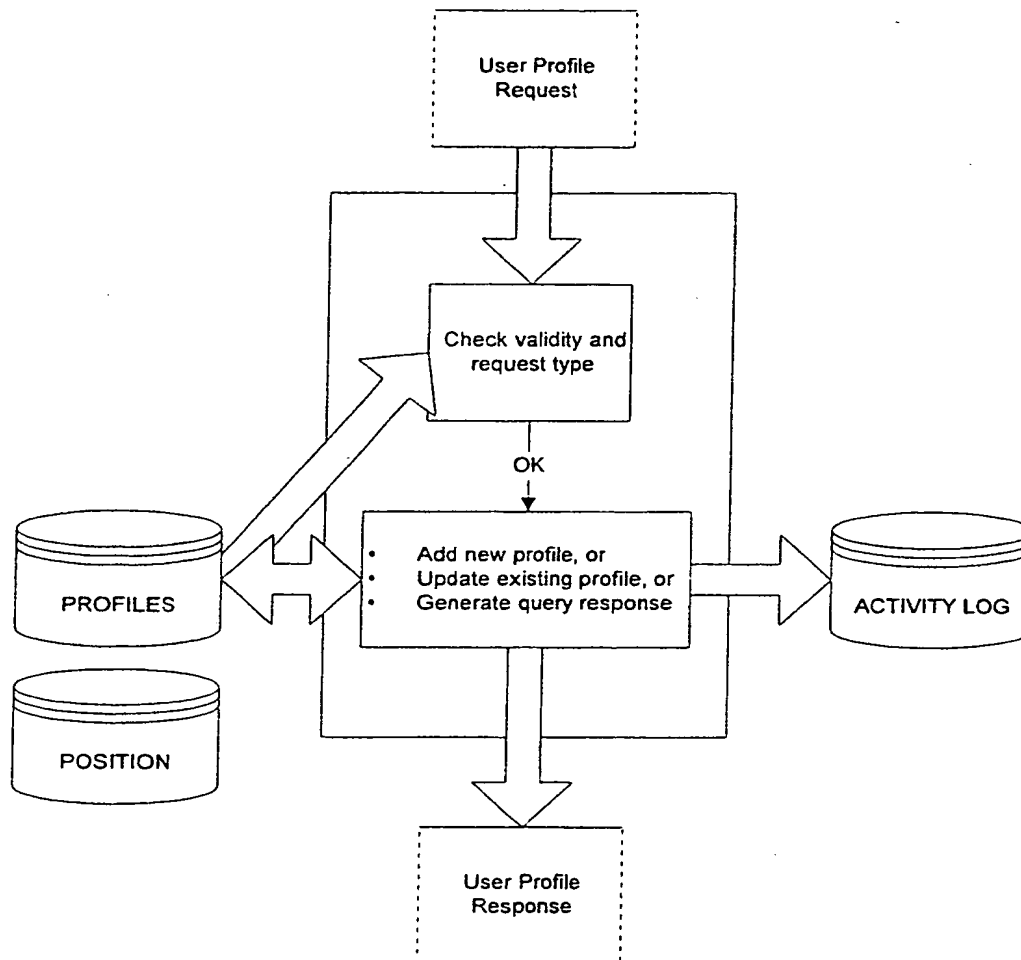 User Profile
Request
Check validity and
request type
OK
• Add new profile, or
• Update existing profile, or
• Generate query response
PROFILES
ACTIVITY LOG
POSITION
User Profile
Response